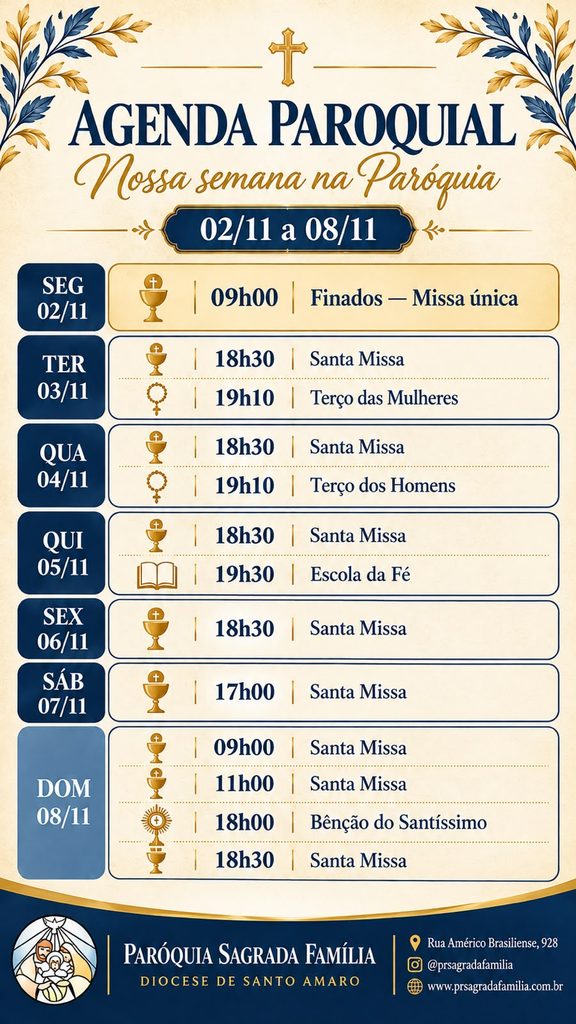 AGENDA PAROQUIAL
Nossa semana na Paróquia
02/11 a 08/11
SEG
02/11
09h00 Finados — Missa única
TER
03/11
18h30 Santa Missa
19h10 Terço das Mulheres
QUA
04/11
18h30 Santa Missa
19h10 Terço dos Homens
QUI
05/11
18h30 Santa Missa
19h30 Escola da Fé
SEX
06/11
18h30 Santa Missa
SÁB
07/11
17h00 Santa Missa
DOM
08/11
09h00 Santa Missa
11h00 Santa Missa
18h00 Bênção do Santíssimo
18h30 Santa Missa
PARÓQUIA SAGRADA FAMÍLIA
DIOCESE DE SANTO AMARO
Rua Américo Brasiliense, 928
@prsagradafamilia
www.prsagradafamilia.com.br